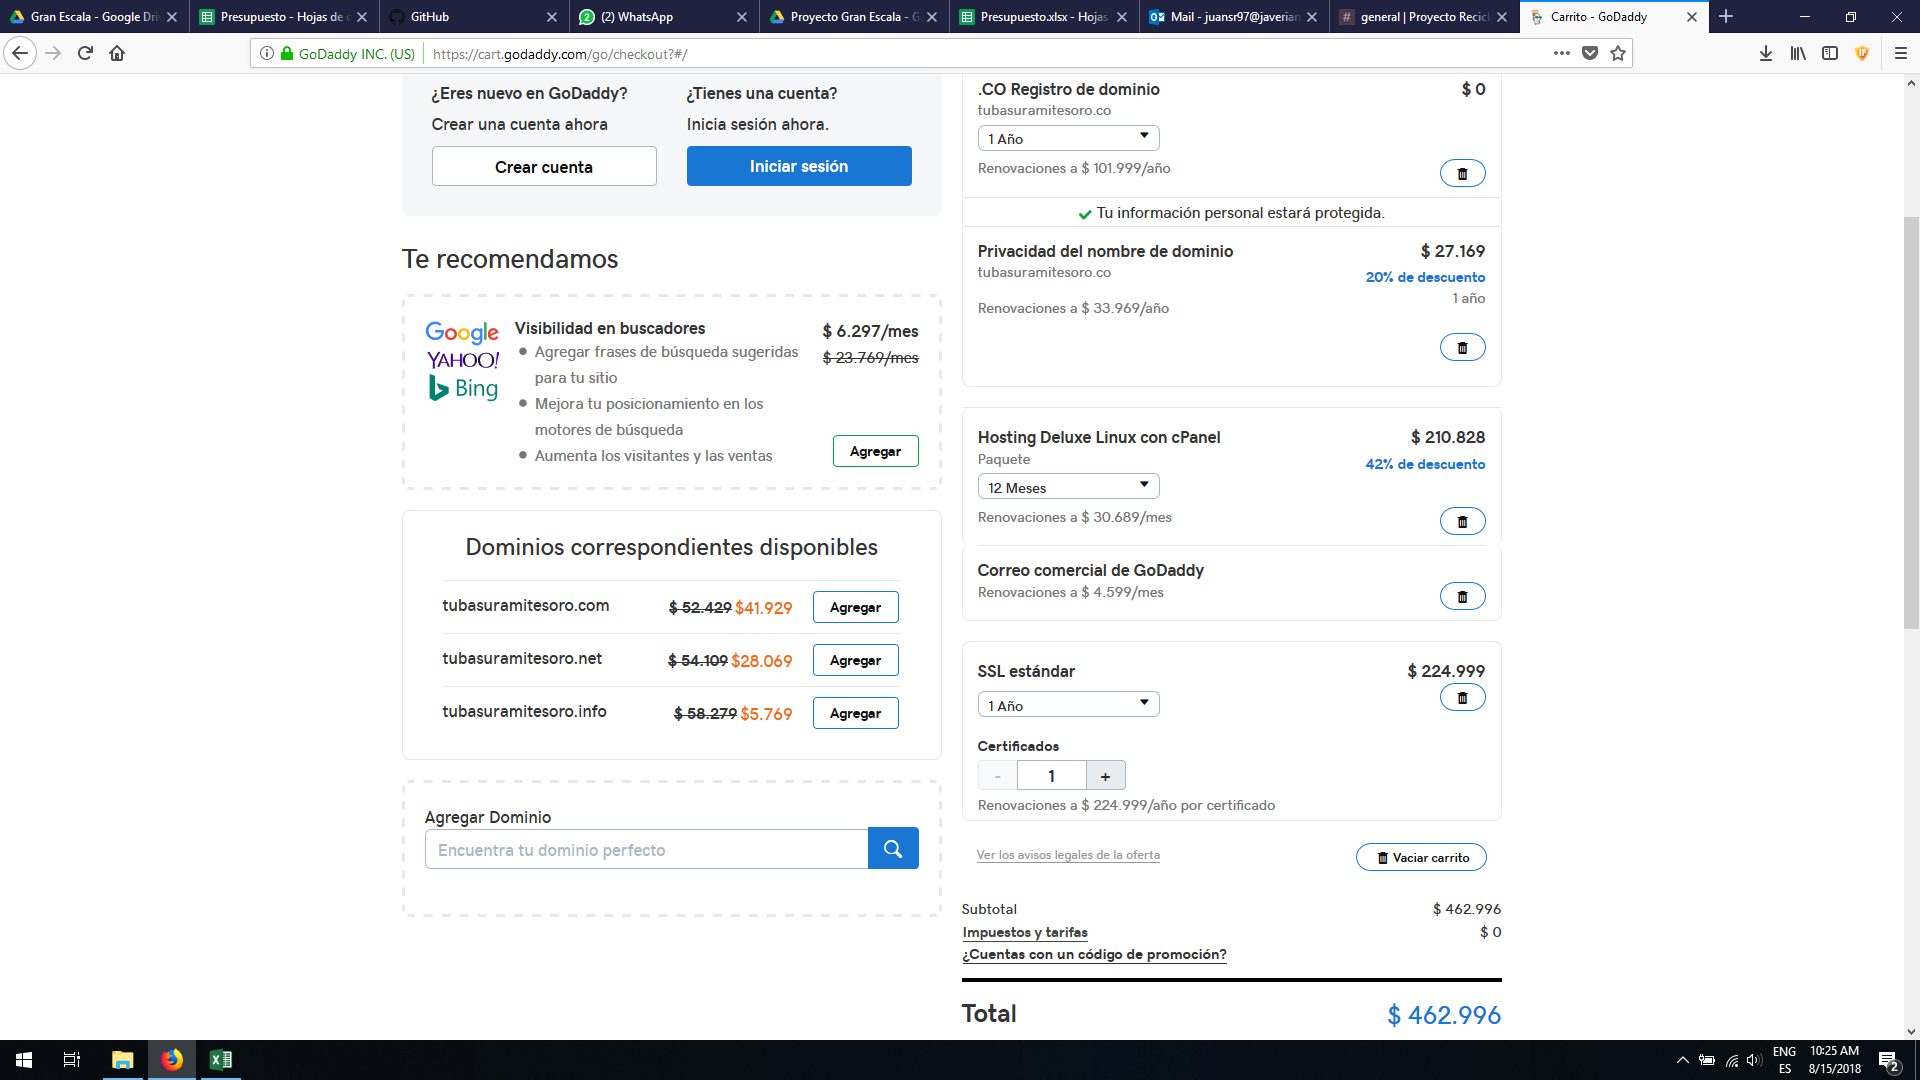 Gran Escala - Google Dri
Presupuesto - Hojas de c
GitHub
(2) WhatsApp
Proyecto Gran Escala - G
Presupuesto.xlsx - Hojas
Mail - juansr97@javerian
general | Proyecto Recicl
Carrito - GoDaddy
GoDaddy INC. (US)
https://cart.godaddy.com/go/checkout?#/
¿Eres nuevo en GoDaddy?
Crear una cuenta ahora
Crear cuenta
¿Tienes una cuenta?
Inicia sesión ahora.
Iniciar sesión
Te recomendamos
Google
YAHOO!
Bing
Visibilidad en buscadores
Agregar frases de búsqueda sugeridas
para tu sitio
Mejora tu posicionamiento en los
motores de búsqueda
Aumenta los visitantes y las ventas
$ 6.297/mes
$ 23.769/mes
Agregar
Dominios correspondientes disponibles
tubasuramitesoro.com $ 52.429 $41.929 Agregar
tubasuramitesoro.net $ 54.109 $28.069 Agregar
tubasuramitesoro.info $ 58.279 $5.769 Agregar
Agregar Dominio
Encuentra tu dominio perfecto
.CO Registro de dominio $ 0
tubasuramitesoro.co
1 Año
Renovaciones a $ 101.999/año
Tu información personal estará protegida.
Privacidad del nombre de dominio $ 27.169
tubasuramitesoro.co 20% de descuento
1 año
Renovaciones a $ 33.969/año
Hosting Deluxe Linux con cPanel $ 210.828
Paquete 42% de descuento
12 Meses
Renovaciones a $ 30.689/mes
Correo comercial de GoDaddy
Renovaciones a $ 4.599/mes
SSL estándar $ 224.999
1 Año
Certificados
- 1 +
Renovaciones a $ 224.999/año por certificado
Ver los avisos legales de la oferta Vaciar carrito
Subtotal $ 462.996
Impuestos y tarifas $ 0
¿Cuentas con un código de promoción?
Total $ 462.996
ENG 10:25 AM
ES 8/15/2018 2